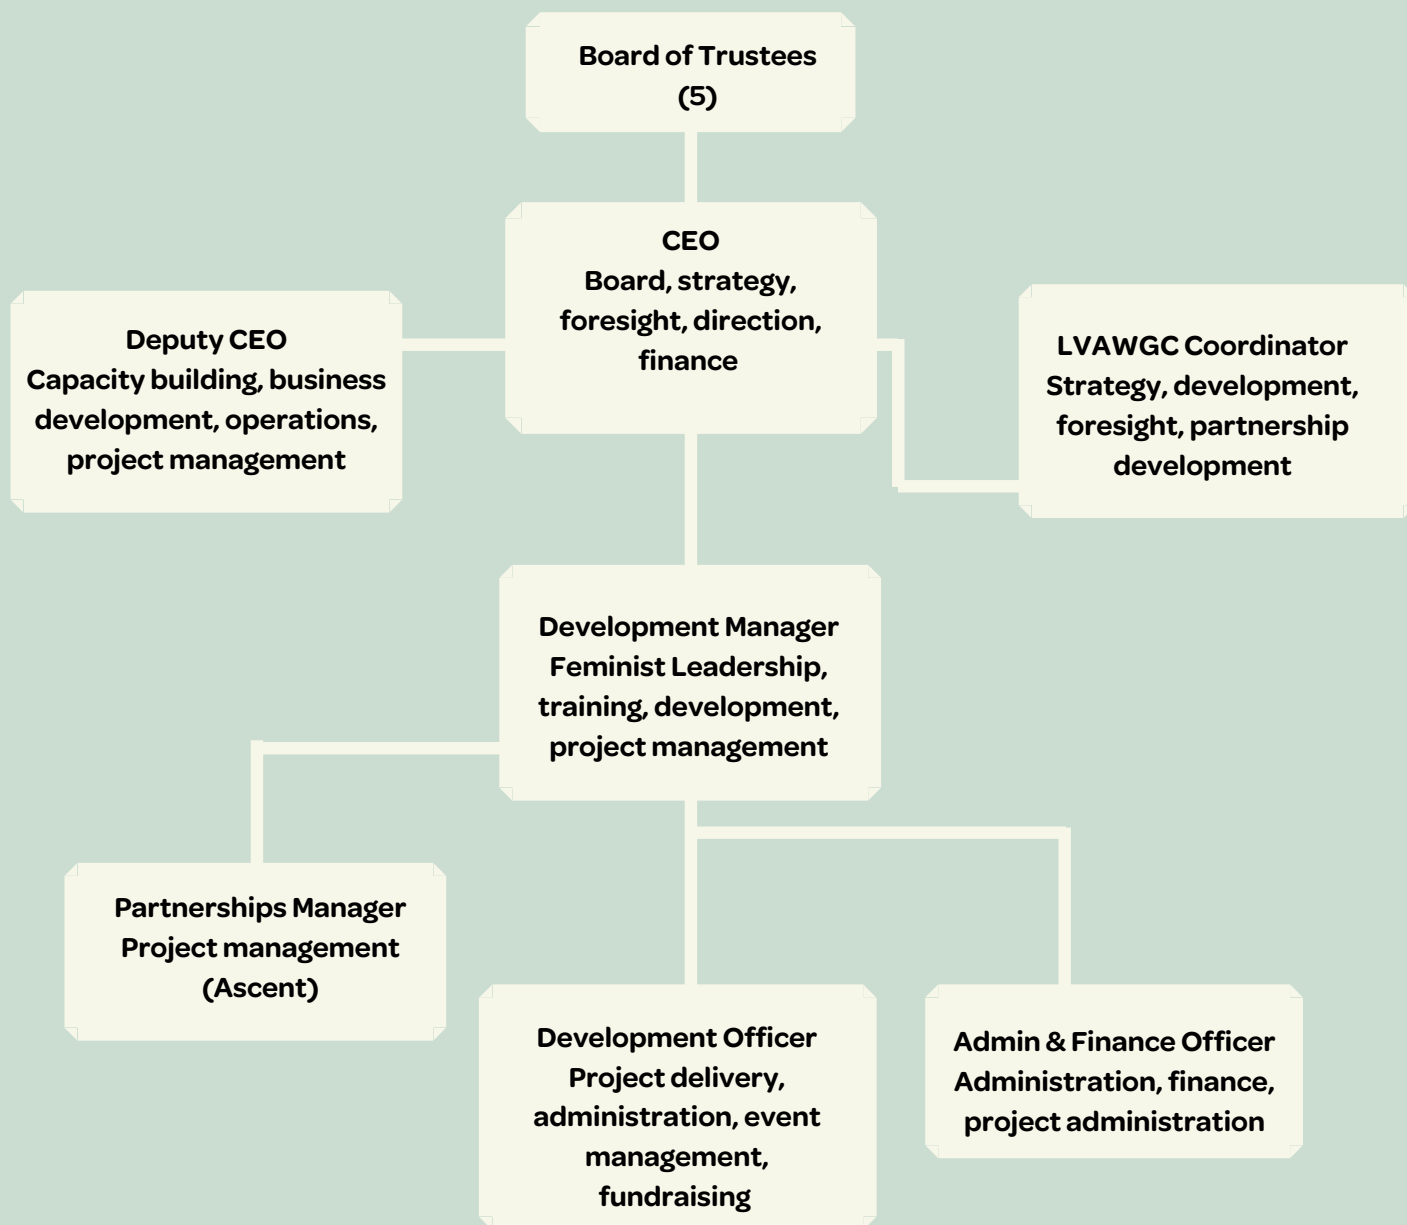 Board of Trustees
(5)
CEO
Board, strategy,
foresight, direction,
finance
Deputy CEO
Capacity building, business
development, operations,
project management
LVAWGC Coordinator
Strategy, development,
foresight, partnership
development
Development Manager
Feminist Leadership,
training, development,
project management
Partnerships Manager
Project management
(Ascent)
Development Officer
Project delivery,
administration, event
management,
fundraising
Admin & Finance Officer
Administration, finance,
project administration